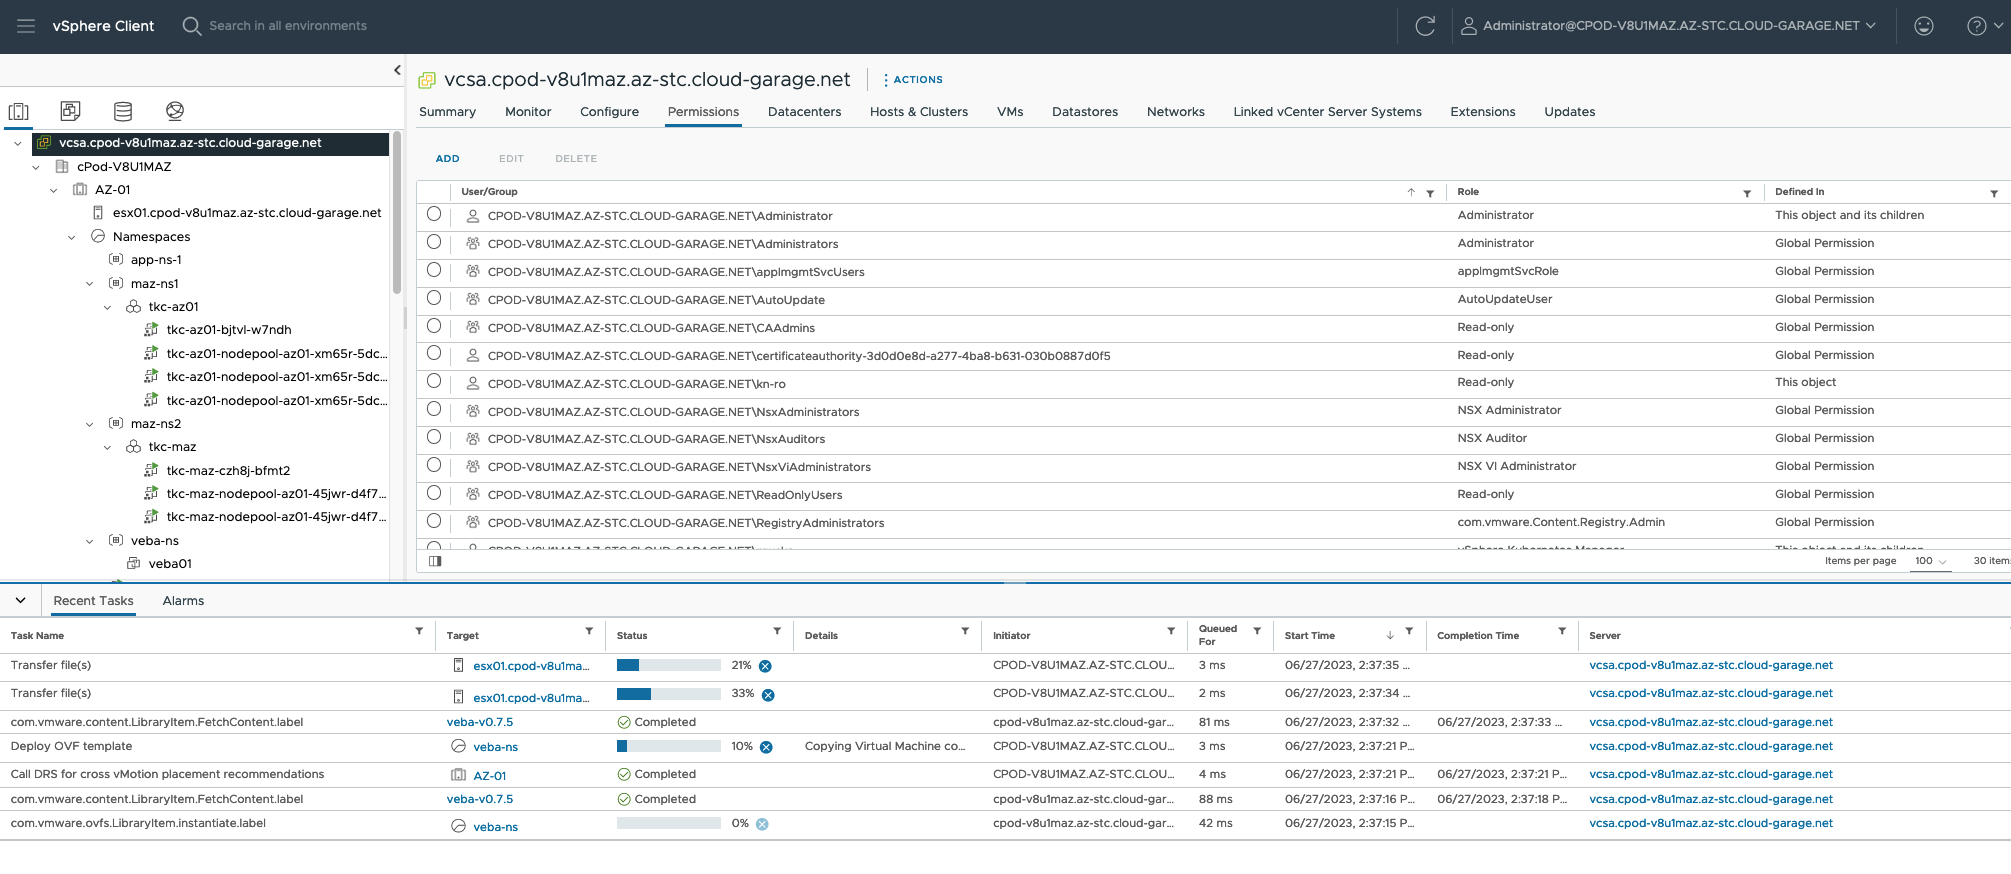 vSphere Client
Search in all environments
Administrator@CPOD-V8U1MAZ.AZ-STC.CLOUD-GARAGE.NET
vcsa.cpod-v8u1maz.az-stc.cloud-garage.net
ACTIONS
Summary Monitor Configure Permissions Datacenters Hosts & Clusters VMs Datastores Networks Linked vCenter Server Systems Extensions Updates
vcsa.cpod-v8u1maz.az-stc.cloud-garage.net
cPod-V8U1MAZ
AZ-01
esx01.cpod-v8u1maz.az-stc.cloud-garage.net
Namespaces
app-ns-1
maz-ns1
tkc-az01
tkc-az01-bjtvl-w7ndh
tkc-az01-nodepool-az01-xm65r-5dc...
tkc-az01-nodepool-az01-xm65r-5dc...
tkc-az01-nodepool-az01-xm65r-5dc...
maz-ns2
tkc-maz
tkc-maz-czh8j-bfmt2
tkc-maz-nodepool-az01-45jwr-d4f7...
tkc-maz-nodepool-az01-45jwr-d4f7...
veba-ns
veba01
ADD EDIT DELETE
User/Group Role Defined In
CPOD-V8U1MAZ.AZ-STC.CLOUD-GARAGE.NET\Administrator Administrator This object and its children
CPOD-V8U1MAZ.AZ-STC.CLOUD-GARAGE.NET\Administrators Administrator Global Permission
CPOD-V8U1MAZ.AZ-STC.CLOUD-GARAGE.NET\applmgmtSvcUsers applmgmtSvcRole Global Permission
CPOD-V8U1MAZ.AZ-STC.CLOUD-GARAGE.NET\AutoUpdate AutoUpdateUser Global Permission
CPOD-V8U1MAZ.AZ-STC.CLOUD-GARAGE.NET\CAAdmins Read-only Global Permission
CPOD-V8U1MAZ.AZ-STC.CLOUD-GARAGE.NET\certificateauthority-3d0d0e8d-a277-4ba8-b631-030b0887d0f5 Read-only Global Permission
CPOD-V8U1MAZ.AZ-STC.CLOUD-GARAGE.NET\kn-ro Read-only This object
CPOD-V8U1MAZ.AZ-STC.CLOUD-GARAGE.NET\NsxAdministrators NSX Administrator Global Permission
CPOD-V8U1MAZ.AZ-STC.CLOUD-GARAGE.NET\NsxAuditors NSX Auditor Global Permission
CPOD-V8U1MAZ.AZ-STC.CLOUD-GARAGE.NET\NsxViAdministrators NSX VI Administrator Global Permission
CPOD-V8U1MAZ.AZ-STC.CLOUD-GARAGE.NET\ReadOnlyUsers Read-only Global Permission
CPOD-V8U1MAZ.AZ-STC.CLOUD-GARAGE.NET\RegistryAdministrators com.vmware.Content.Registry.Admin Global Permission
vSphere Kubernetes Manager This object and its children
Items per page 100 30 items
Recent Tasks Alarms
Task Name Target Status Details Initiator Queued For Start Time Completion Time Server
Transfer file(s) esx01.cpod-v8u1ma... 21% CPOD-V8U1MAZ.AZ-STC.CLOU... 3 ms 06/27/2023, 2:37:35 ... vcsa.cpod-v8u1maz.az-stc.cloud-garage.net
Transfer file(s) esx01.cpod-v8u1ma... 33% CPOD-V8U1MAZ.AZ-STC.CLOU... 2 ms 06/27/2023, 2:37:34 ... vcsa.cpod-v8u1maz.az-stc.cloud-garage.net
com.vmware.content.LibraryItem.FetchContent.label veba-v0.7.5 Completed cpod-v8u1maz.az-stc.cloud-gar... 81 ms 06/27/2023, 2:37:32 ... 06/27/2023, 2:37:33 ... vcsa.cpod-v8u1maz.az-stc.cloud-garage.net
Deploy OVF template veba-ns 10% Copying Virtual Machine co... CPOD-V8U1MAZ.AZ-STC.CLOU... 3 ms 06/27/2023, 2:37:21 P... vcsa.cpod-v8u1maz.az-stc.cloud-garage.net
Call DRS for cross vMotion placement recommendations AZ-01 Completed CPOD-V8U1MAZ.AZ-STC.CLOU... 4 ms 06/27/2023, 2:37:21 P... 06/27/2023, 2:37:21 P... vcsa.cpod-v8u1maz.az-stc.cloud-garage.net
com.vmware.content.LibraryItem.FetchContent.label veba-v0.7.5 Completed cpod-v8u1maz.az-stc.cloud-gar... 88 ms 06/27/2023, 2:37:16 P... 06/27/2023, 2:37:18 P... vcsa.cpod-v8u1maz.az-stc.cloud-garage.net
com.vmware.ovfs.LibraryItem.instantiate.label veba-ns 0% cpod-v8u1maz.az-stc.cloud-gar... 42 ms 06/27/2023, 2:37:15 P... vcsa.cpod-v8u1maz.az-stc.cloud-garage.net